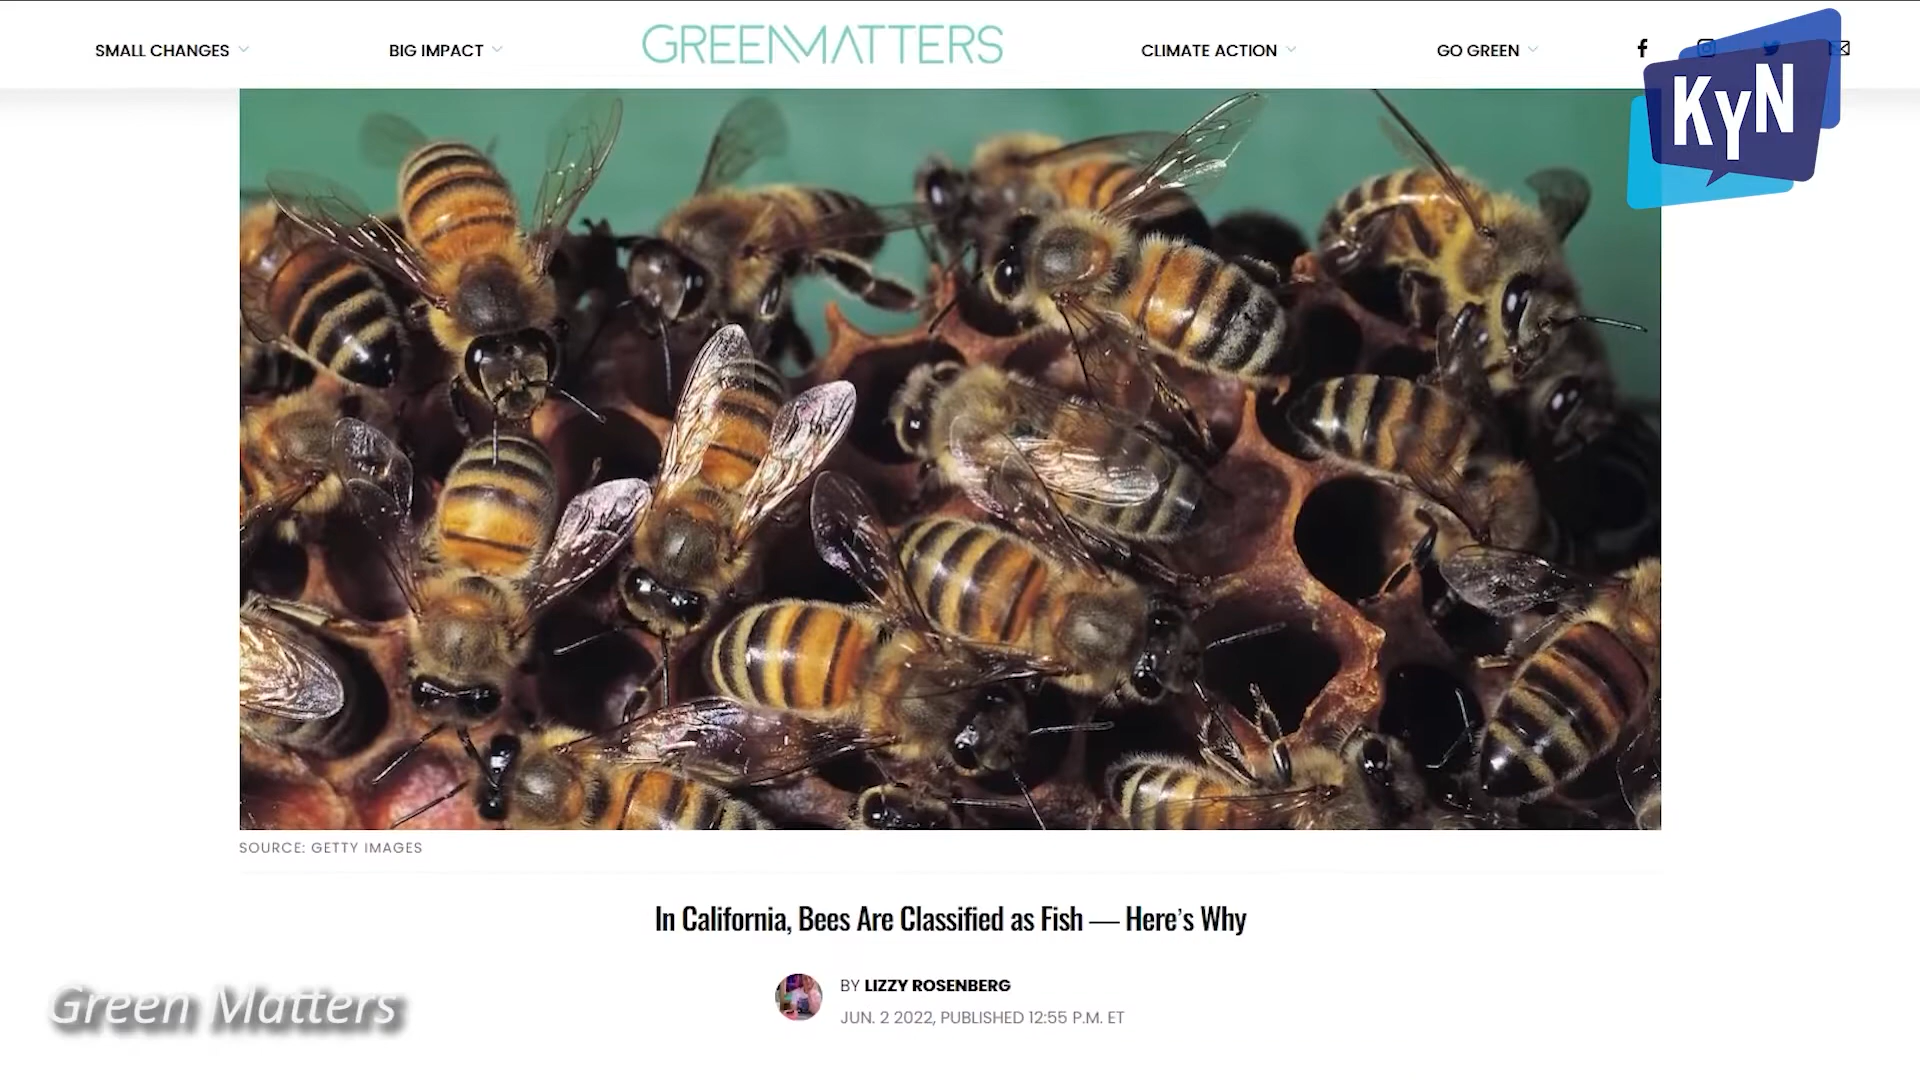 SMALL CHANGES
BIG IMPACT
GREENMATTERS
CLIMATE ACTION
GO GREEN
KyN
SOURCE: GETTY IMAGES
In California, Bees Are Classified as Fish — Here's Why
BY LIZZY ROSENBERG
JUN. 2 2022, PUBLISHED 12:55 P.M. ET
Green Matters